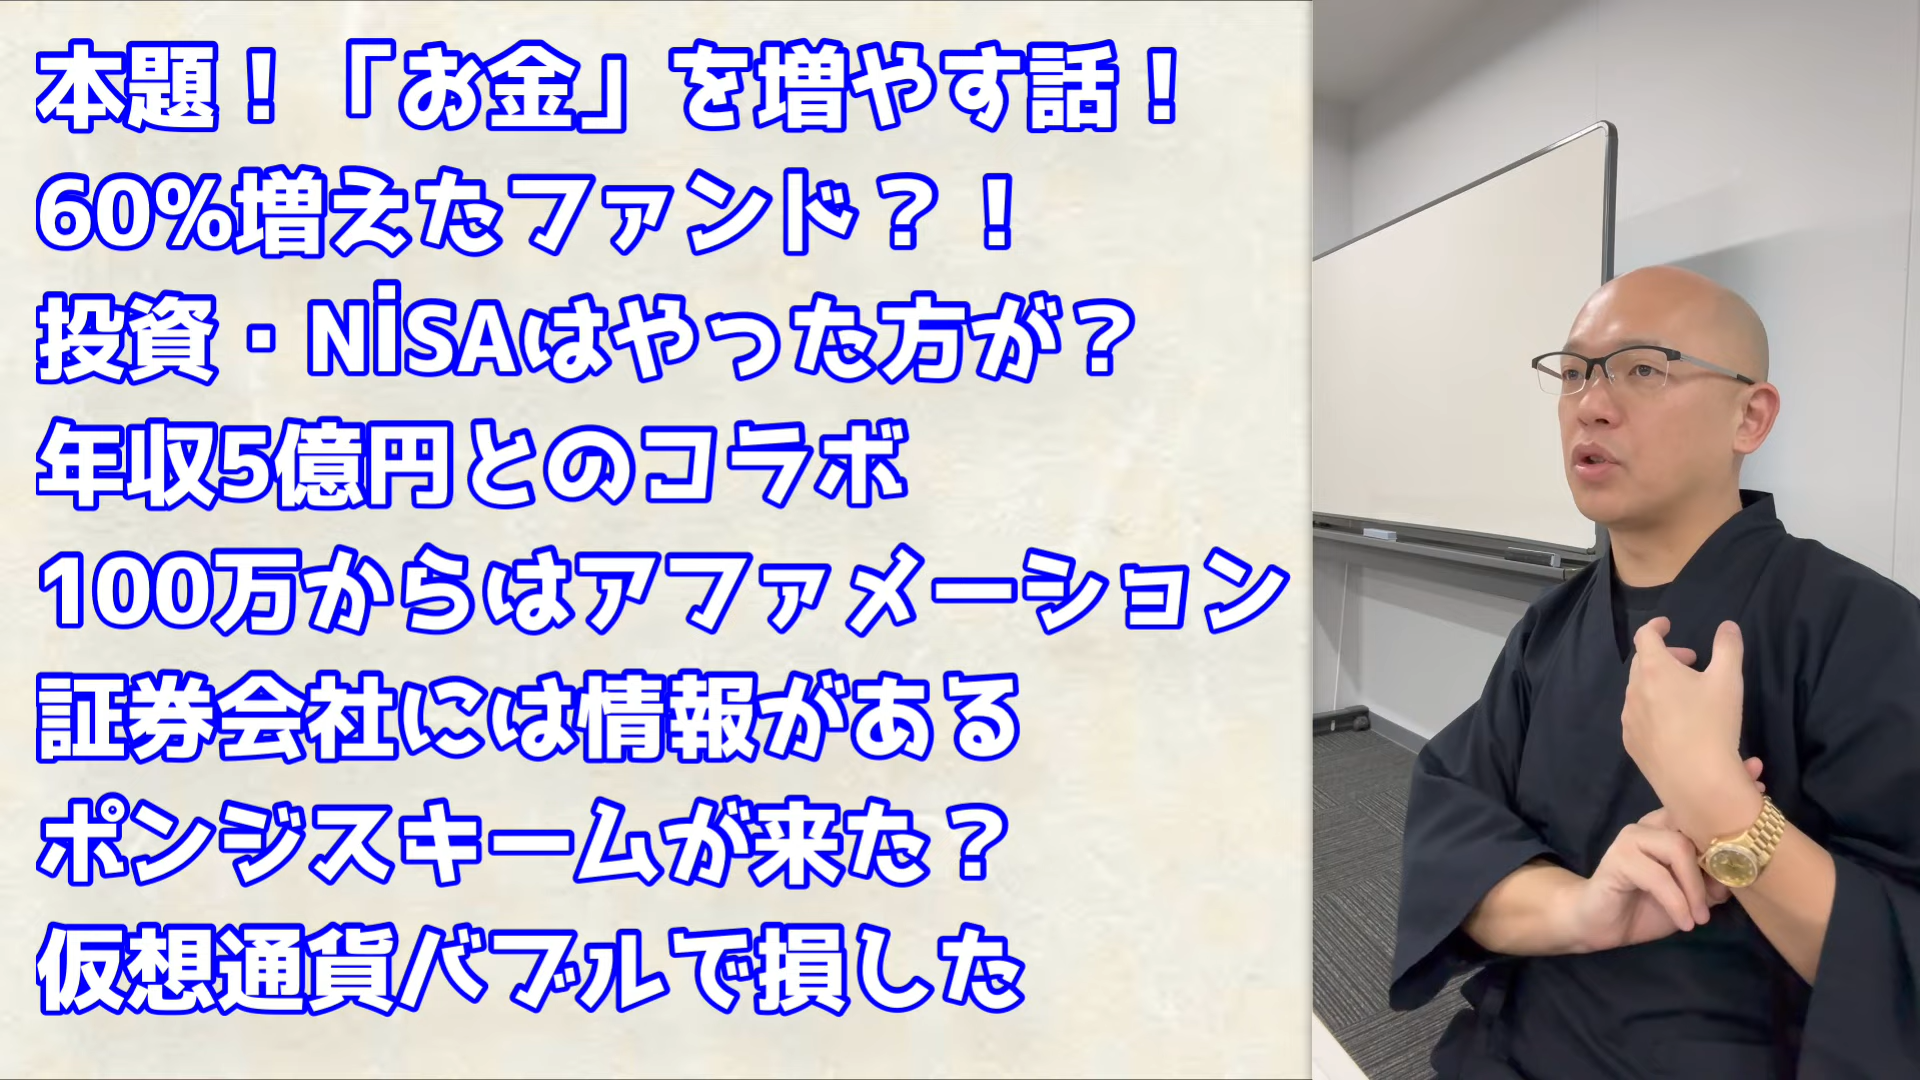 本題！「お金」を増やす話！
60%増えたファンド？！
投資・NiSAはやった方が？
年収5億円とのコラボ
100万からはアファメーション
証券会社には情報がある
ポンジスキームが来た？
仮想通貨バブルで損した